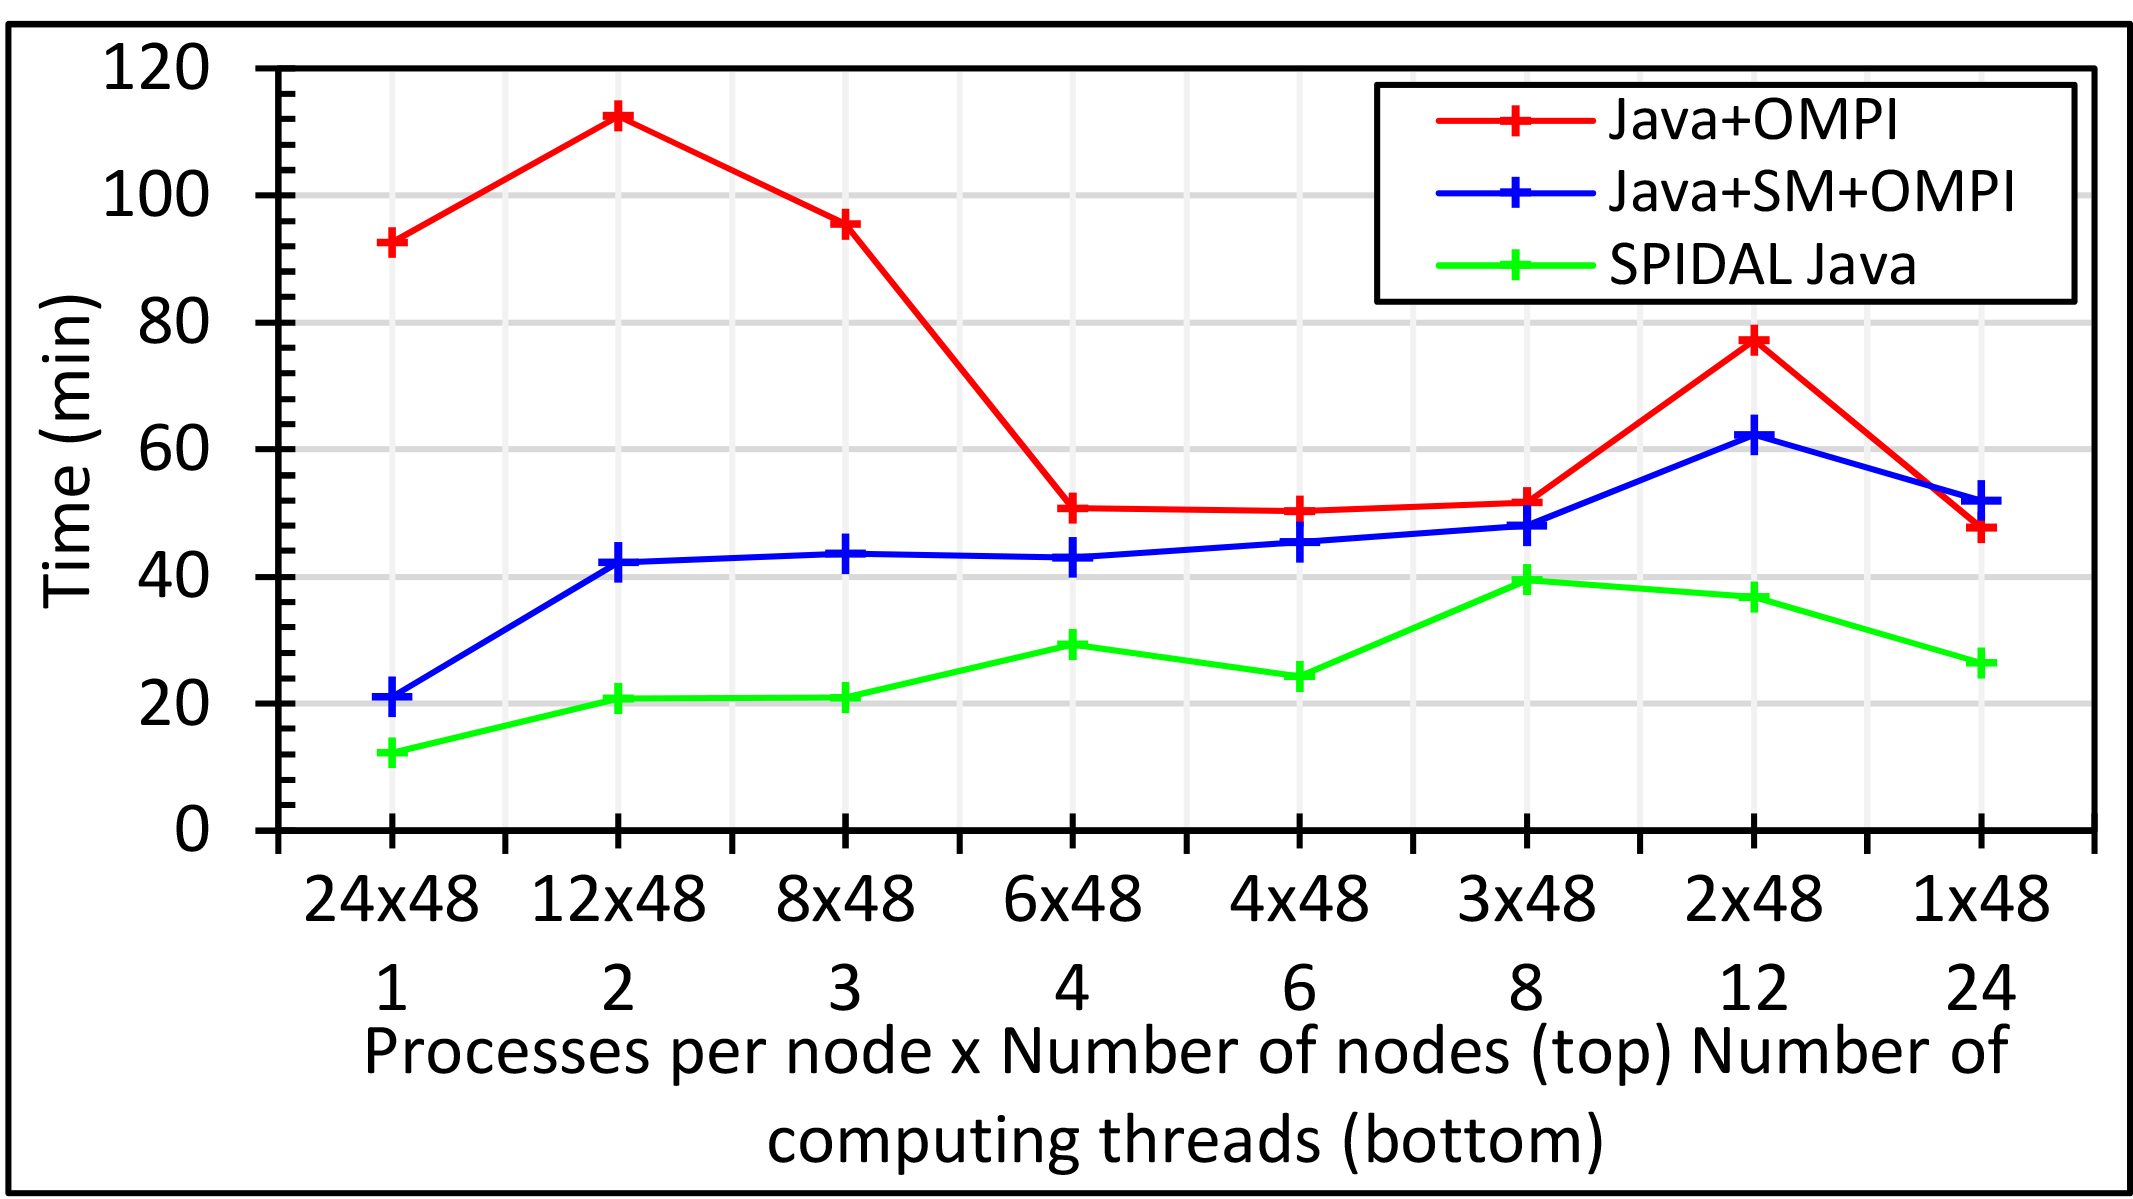 120
100
80
60
40
20
0
Time (min)
Java+OMPI
Java+SM+OMPI
SPIDAL Java
24x48 12x48 8x48 6x48 4x48 3x48 2x48 1x48
1 2 3 4 6 8 12 24
Processes per node x Number of nodes (top) Number of
computing threads (bottom)